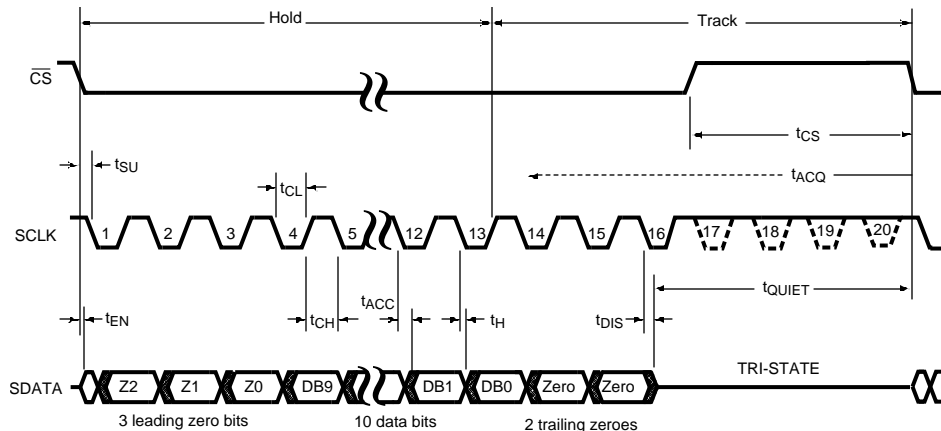 Hold Track
CS
tCS
tSU tCL tACQ
SCLK 1 2 3 4 5 12 13 14 15 16 17 18 19 20
tQUIET
tACC
tEN tCH tH tDIS
TRI-STATE
SDATA Z2 Z1 Z0 DB9 DB1 DB0 Zero Zero
3 leading zero bits 10 data bits 2 trailing zeroes